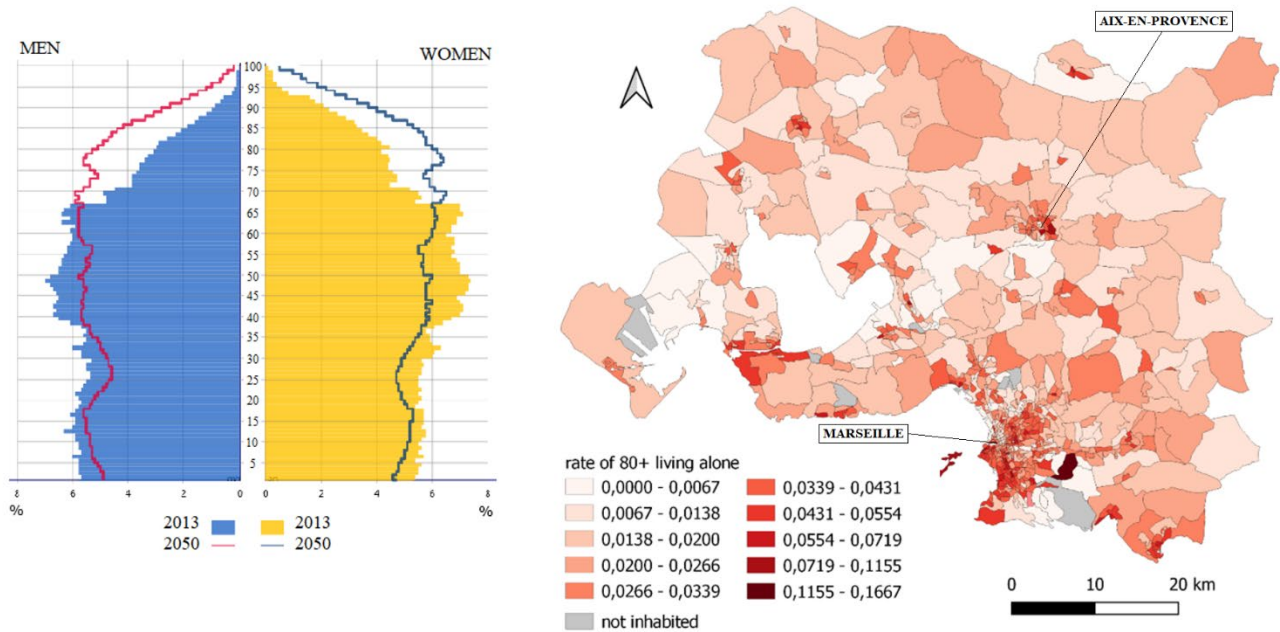 MEN
WOMEN
100
95
90
85
80
75
70
65
60
55
50
45
40
35
30
25
20
15
10
5
8 6 4 2 0
0 2 4 6 8
%
%
2013 2013
2050 2050
AIX-EN-PROVENCE
MARSEILLE
rate of 80+ living alone
0,0000 - 0,0067 0,0339 - 0,0431
0,0067 - 0,0138 0,0431 - 0,0554
0,0138 - 0,0200 0,0554 - 0,0719
0,0200 - 0,0266 0,0719 - 0,1155
0,0266 - 0,0339 0,1155 - 0,1667
not inhabited
0 10 20 km